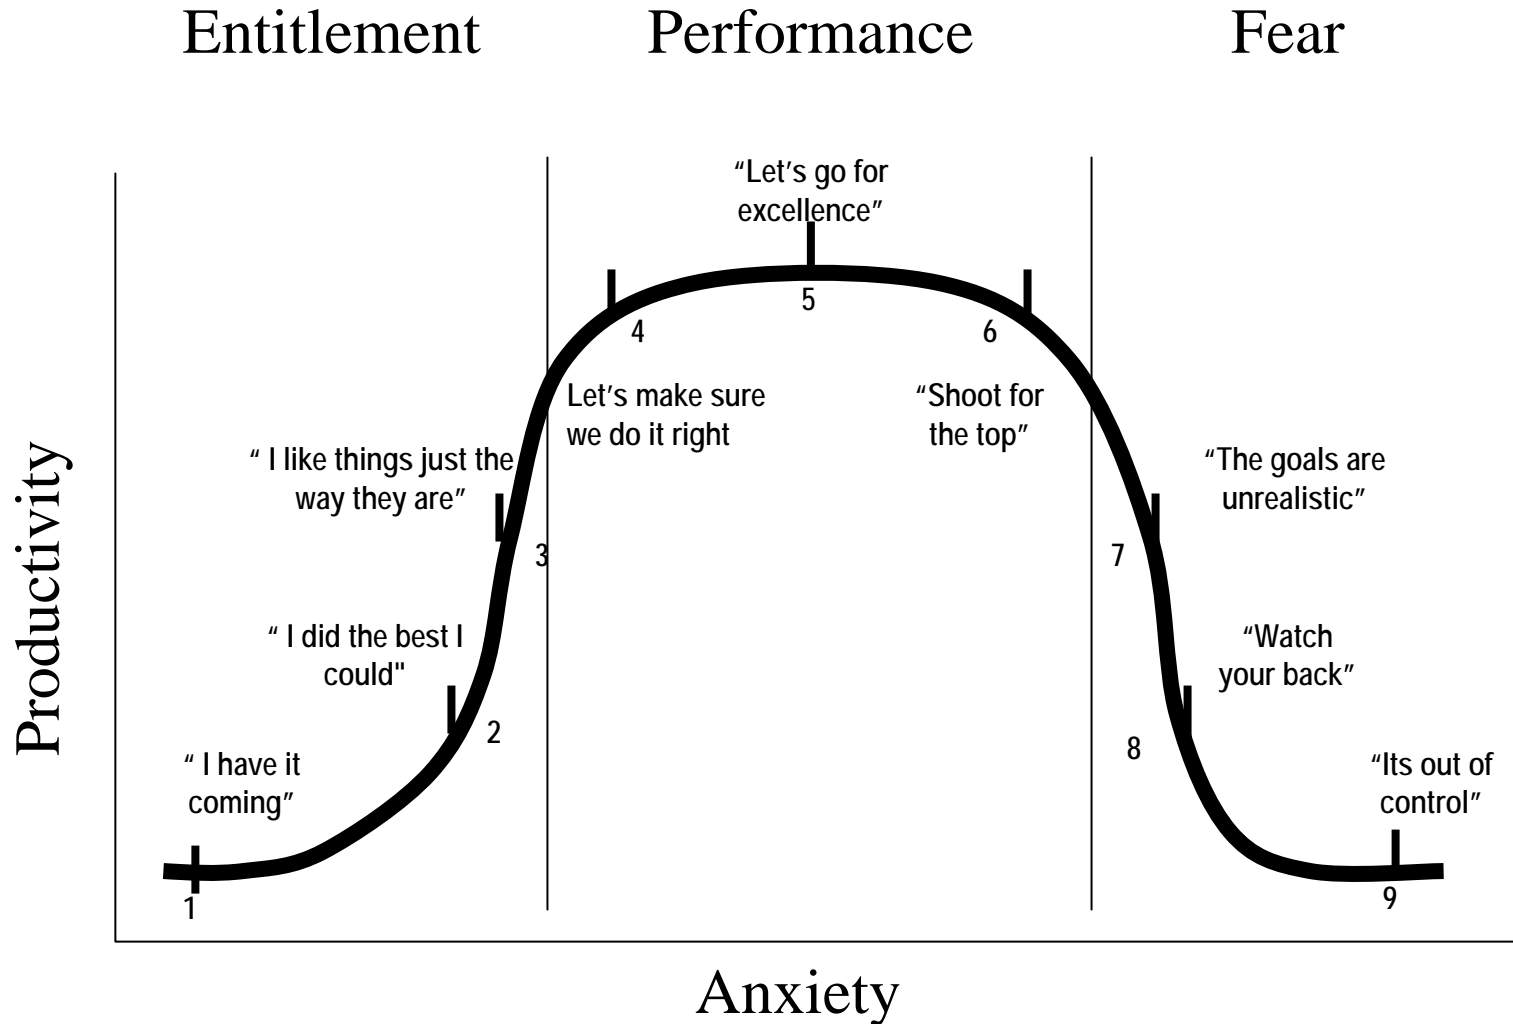 Entitlement Performance Fear
“Let’s go for
excellence”
5
4
6
Let’s make sure
we do it right
“Shoot for
the top”
“ I like things just the
way they are”
“The goals are
unrealistic”
3
7
“ I did the best I
could"
“Watch
your back”
2
8
“ I have it
coming”
“Its out of
control”
1
9
Productivity
Anxiety